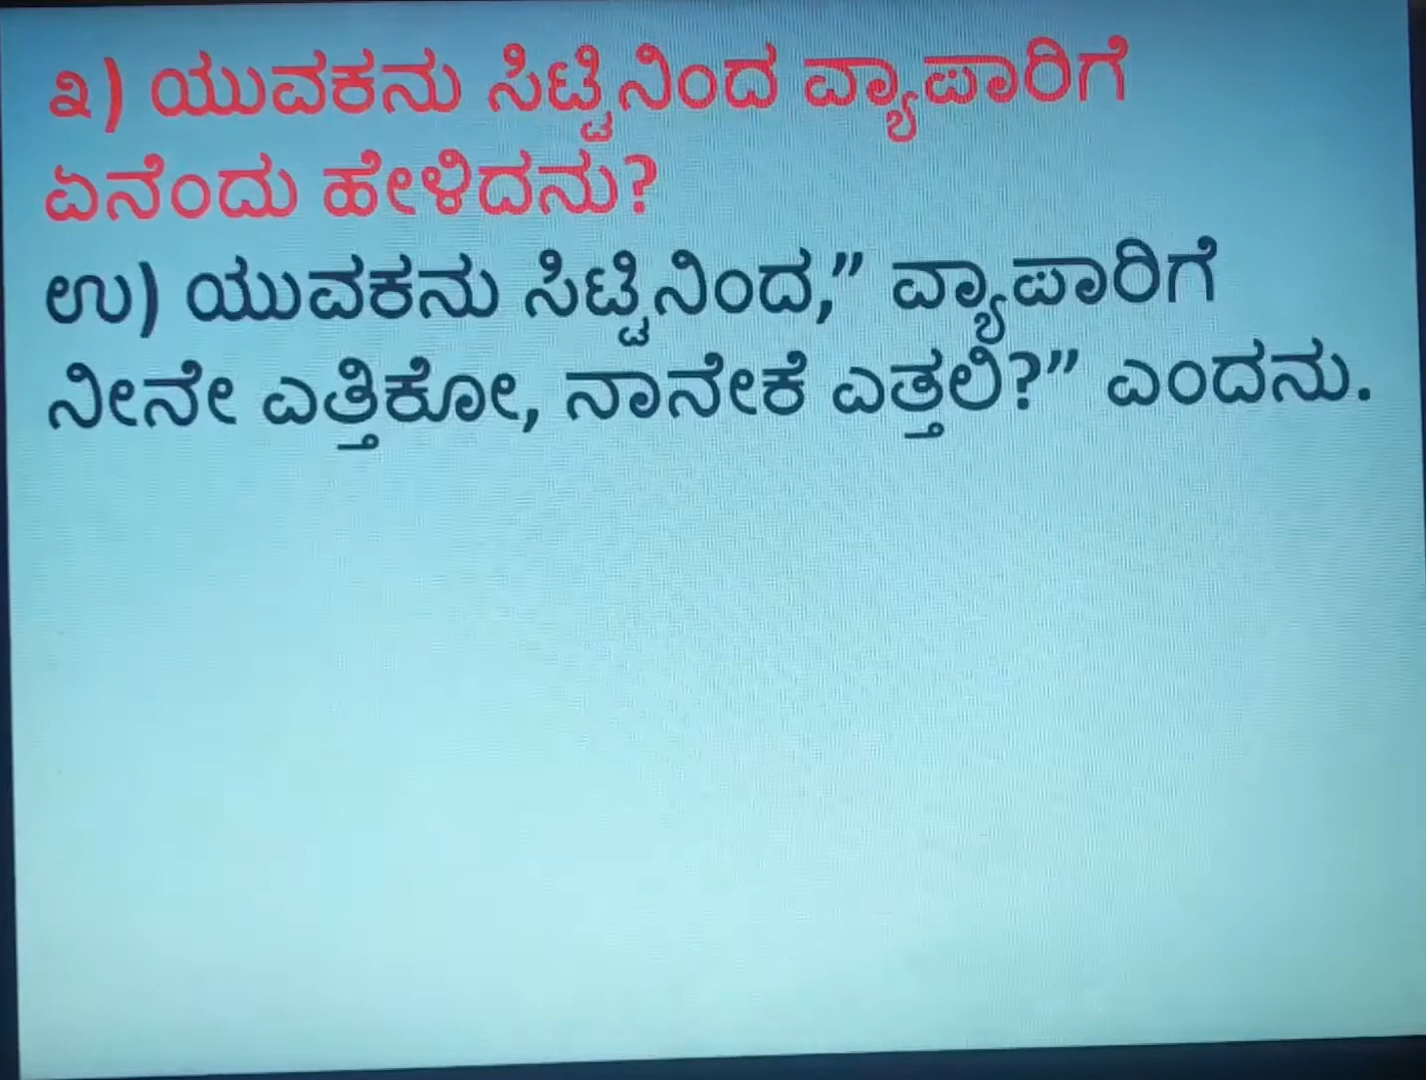 ೩) ಯುವಕನು ಸಿಟ್ಟಿನಿಂದ ವ್ಯಾಪಾರಿಗೆ
ಏನೆಂದು ಹೇಳಿದನು?
ಉ) ಯುವಕನು ಸಿಟ್ಟಿನಿಂದ,” ವ್ಯಾಪಾರಿಗೆ
ನೀನೇ ಎತ್ತಿಕೋ, ನಾನೇಕೆ ಎತ್ತಲಿ?” ಎಂದನು.